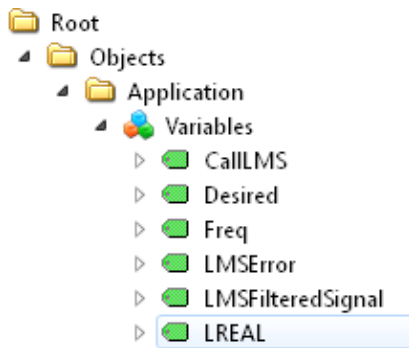 Root
Objects
Application
Variables
CallLMS
Desired
Freq
LMSError
LMSFilteredSignal
LREAL